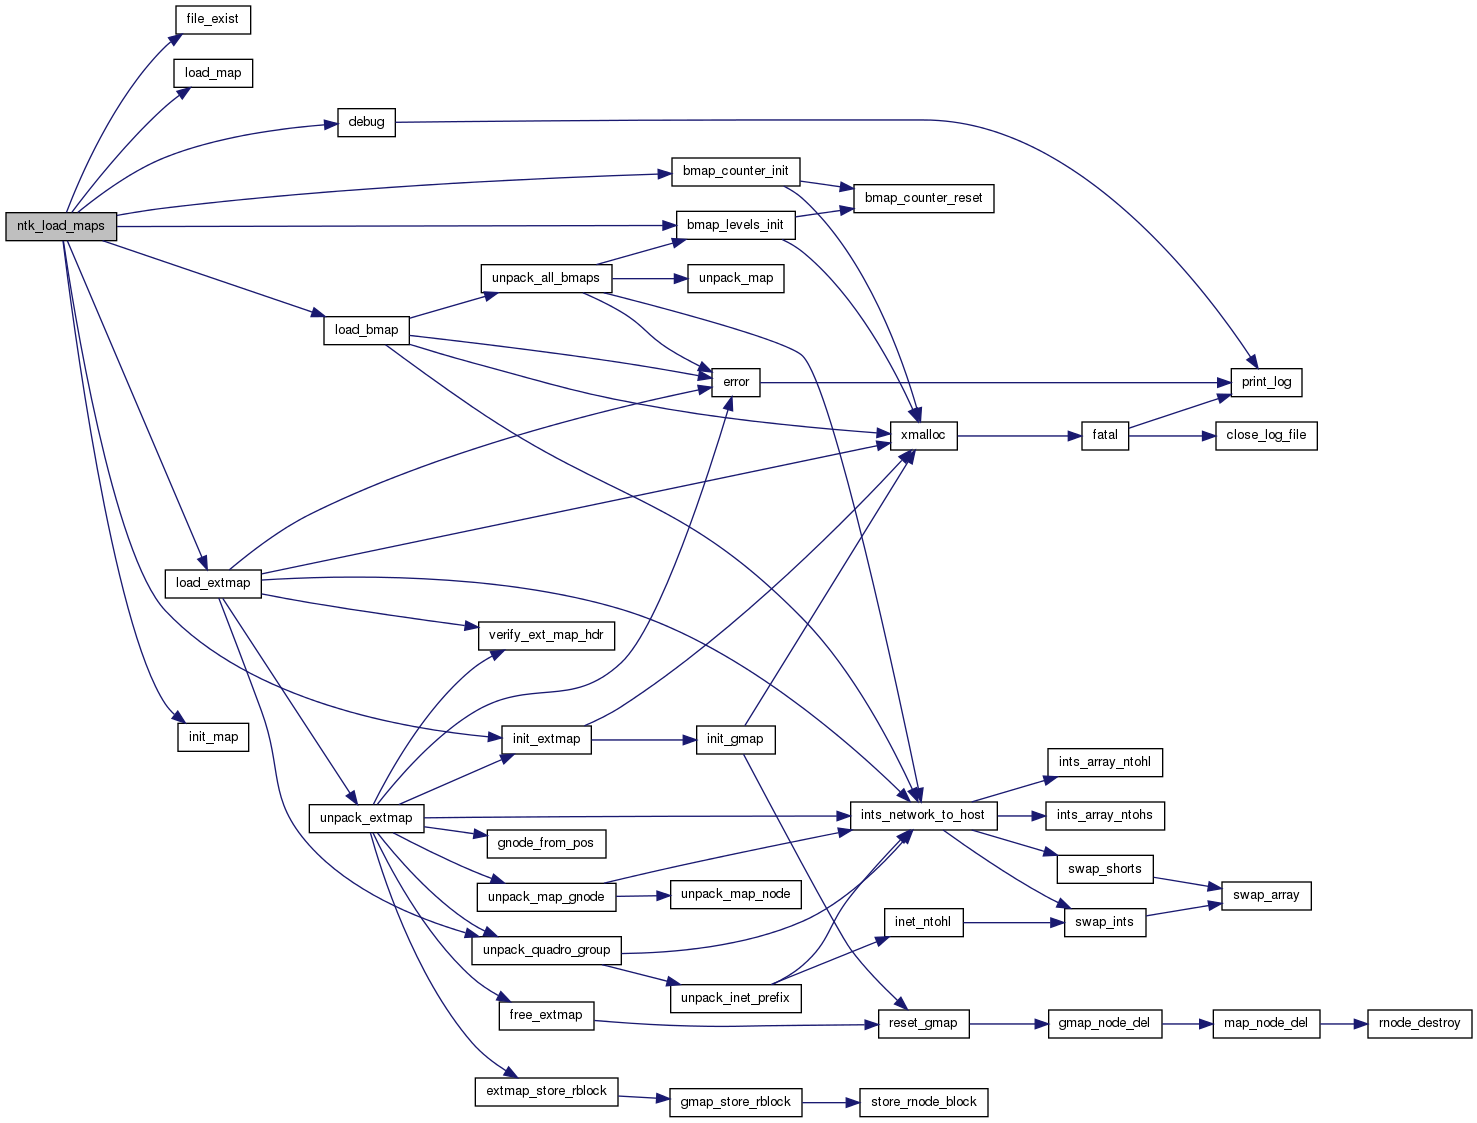 file_exist
load_map
debug
bmap_counter_init
bmap_counter_reset
ntk_load_maps
bmap_levels_init
unpack_all_bmaps
unpack_map
load_bmap
error
print_log
xmalloc
fatal
close_log_file
load_extmap
verify_ext_map_hdr
init_map
init_extmap
init_gmap
ints_array_ntohl
unpack_extmap
ints_network_to_host
ints_array_ntohs
gnode_from_pos
swap_shorts
unpack_map_gnode
unpack_map_node
swap_array
inet_ntohl
swap_ints
unpack_quadro_group
unpack_inet_prefix
free_extmap
reset_gmap
gmap_node_del
map_node_del
rnode_destroy
extmap_store_rblock
gmap_store_rblock
store_rnode_block